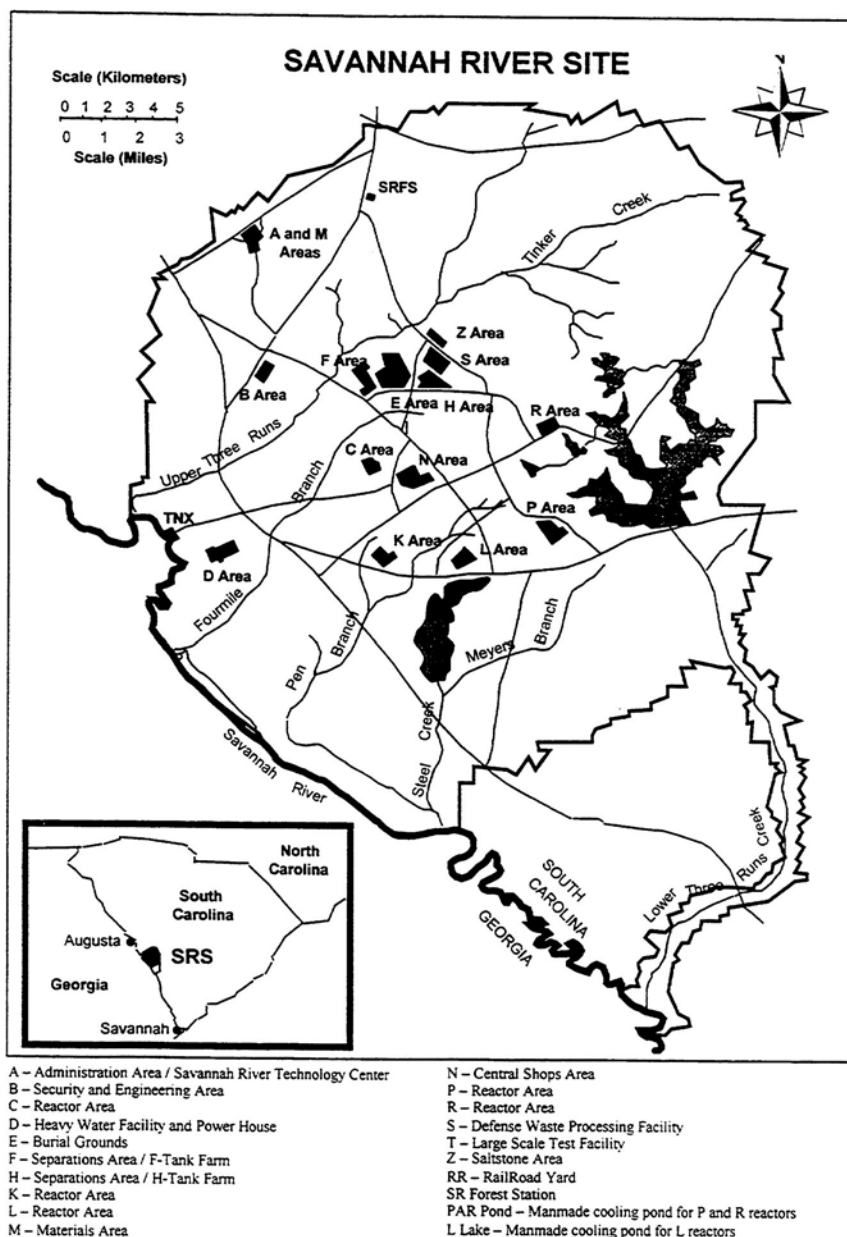 SAVANNAH RIVER SITE
Scale (Kilometers)
0 1 2 3 4 5
0 1 2 3
Scale (Miles)
SRFS
A and M
Areas
Tinker Creek
Z Area
S Area
F Area
B Area
E Area
H Area
R Area
Upper Three Runs
C Area
N Area
Branch
TNX
P Area
K Area
L Area
D Area
Fourmile
Branch
Meyers
Branch
Pen
Creek
Steel
Savannah
River
SOUTH
CAROLINA
GEORGIA
Lower Three Runs Creek
North
Carolina
South
Carolina
Augusta
SRS
Georgia
Savannah
A – Administration Area / Savannah River Technology Center
B – Security and Engineering Area
C – Reactor Area
D – Heavy Water Facility and Power House
E – Burial Grounds
F – Separations Area / F-Tank Farm
H – Separations Area / H-Tank Farm
K – Reactor Area
L – Reactor Area
M – Materials Area
N – Central Shops Area
P – Reactor Area
R – Reactor Area
S – Defense Waste Processing Facility
T – Large Scale Test Facility
Z – Saltstone Area
RR – RailRoad Yard
SR Forest Station
PAR Pond – Manmade cooling pond for P and R reactors
L Lake – Manmade cooling pond for L reactors